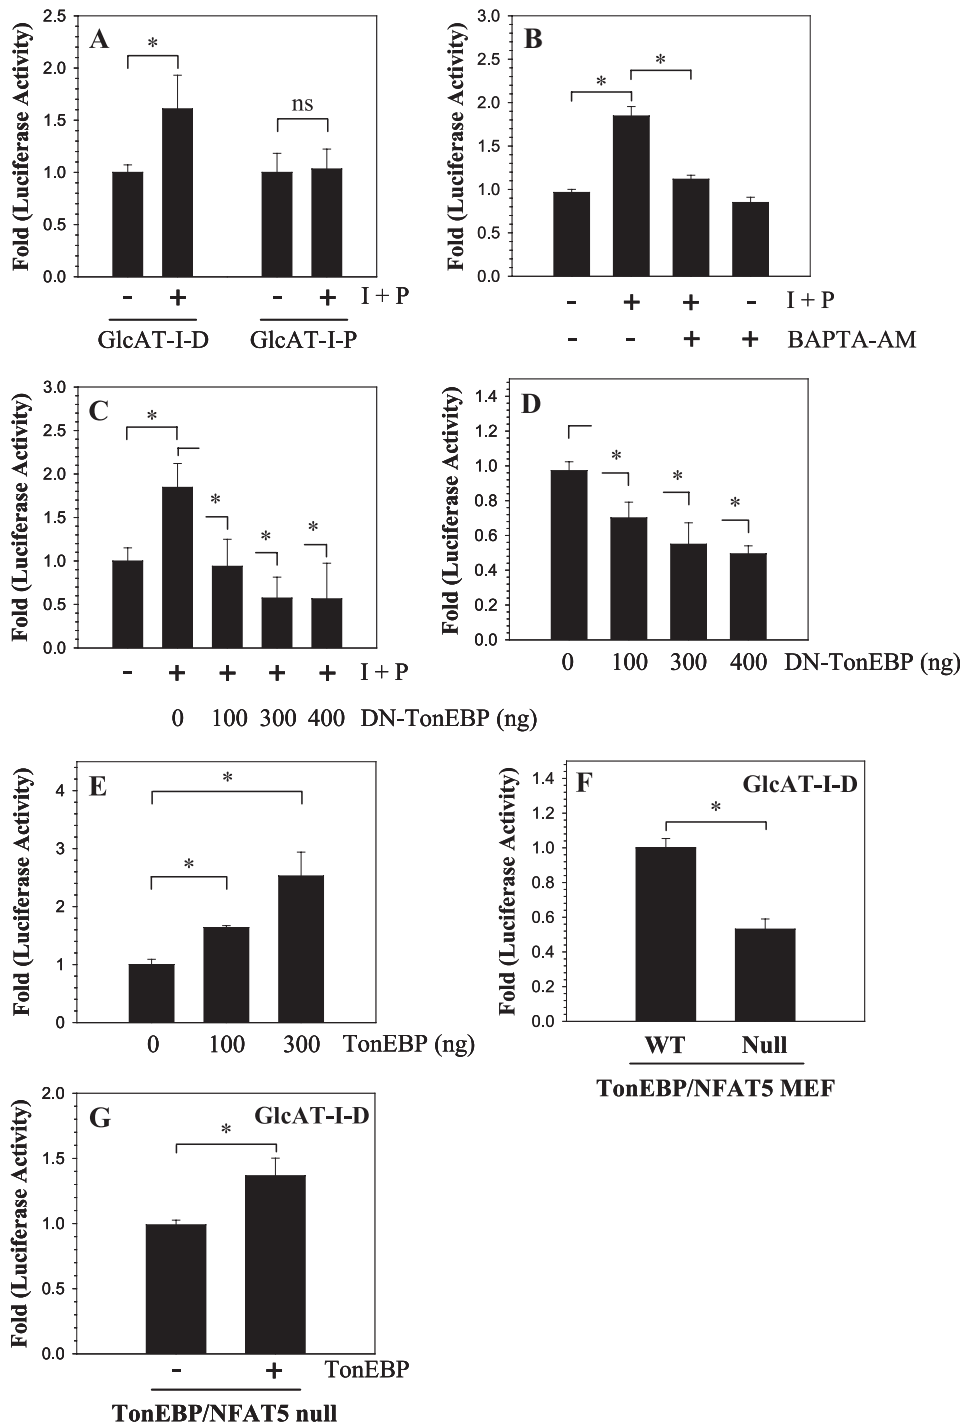 A
Fold (Luciferase Activity)
2.5
2.0
1.5
1.0
0.5
0.0
*
ns
- + - + I + P
GlcAT-I-D GlcAT-I-P
B
Fold (Luciferase Activity)
3.0
2.5
2.0
1.5
1.0
0.5
0.0
*
*
- + + - I + P
- - + + BAPTA-AM
C
Fold (Luciferase Activity)
3.0
2.5
2.0
1.5
1.0
0.5
0.0
*
*
*
*
- + + + + I + P
0 100 300 400 DN-TonEBP (ng)
D
Fold (Luciferase Activity)
1.4
1.2
1.0
0.8
0.6
0.4
0.2
0.0
*
*
*
0 100 300 400 DN-TonEBP (ng)
E
Fold (Luciferase Activity)
4
3
2
1
0
*
*
0 100 300 TonEBP (ng)
F GlcAT-I-D
Fold (Luciferase Activity)
1.4
1.2
1.0
0.8
0.6
0.4
0.2
0.0
*
WT Null
TonEBP/NFAT5 MEF
G GlcAT-I-D
Fold (Luciferase Activity)
2.0
1.5
1.0
0.5
0.0
*
- + TonEBP
TonEBP/NFAT5 null